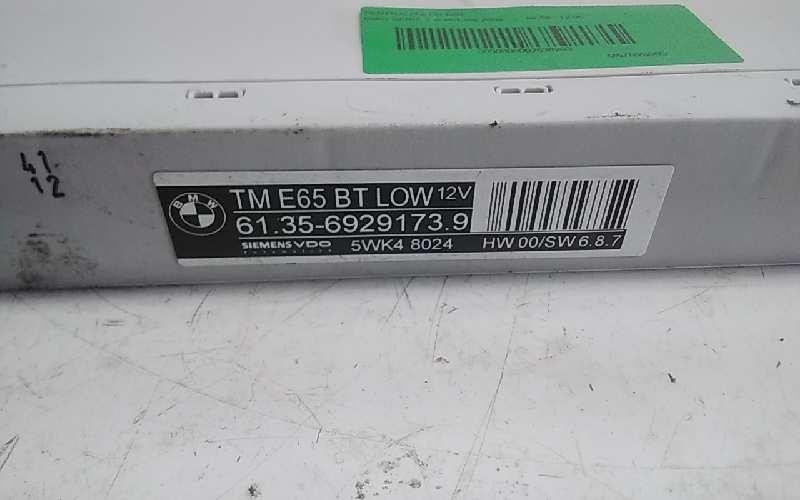 41.
12
BMW
TM E65 BT LOW 12V
61.35-6929173.9
SIEMENS VDO
5WK4 8024
HW 00/SW 6.8.7